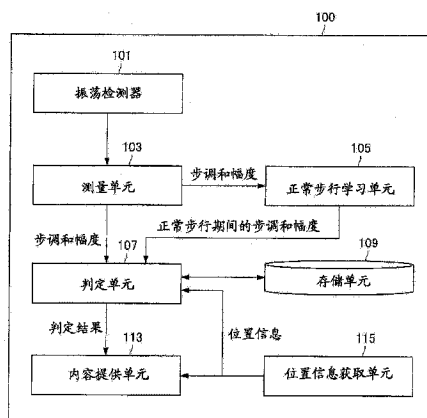 100
101
振荡检测器
103
测量单元
步调和幅度
105
正常步行学习单元
正常步行期间的步调和幅度
步调和幅度
107
判定单元
109
存储单元
判定结果
113
内容提供单元
位置信息
115
位置信息获取单元